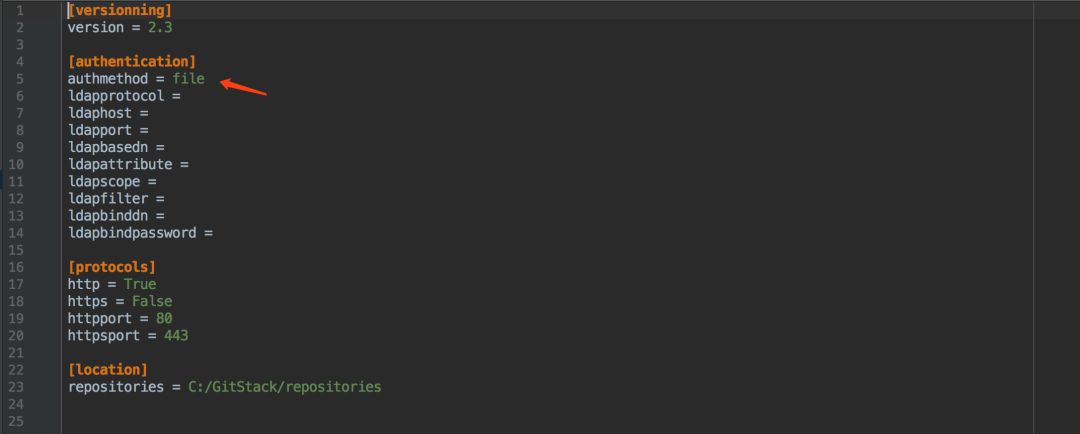 1 [versionning]
2 version = 2.3
3
4 [authentication]
5 authmethod = file
6 ldapprotocol =
7 ldaphost =
8 ldapport =
9 ldapbasedn =
10 ldapattribute =
11 ldapscope =
12 ldapfilter =
13 ldapbinddn =
14 ldapbindpassword =
15
16 [protocols]
17 http = True
18 https = False
19 httpport = 80
20 httpsport = 443
21
22 [location]
23 repositories = C:/GitStack/repositories
24
25